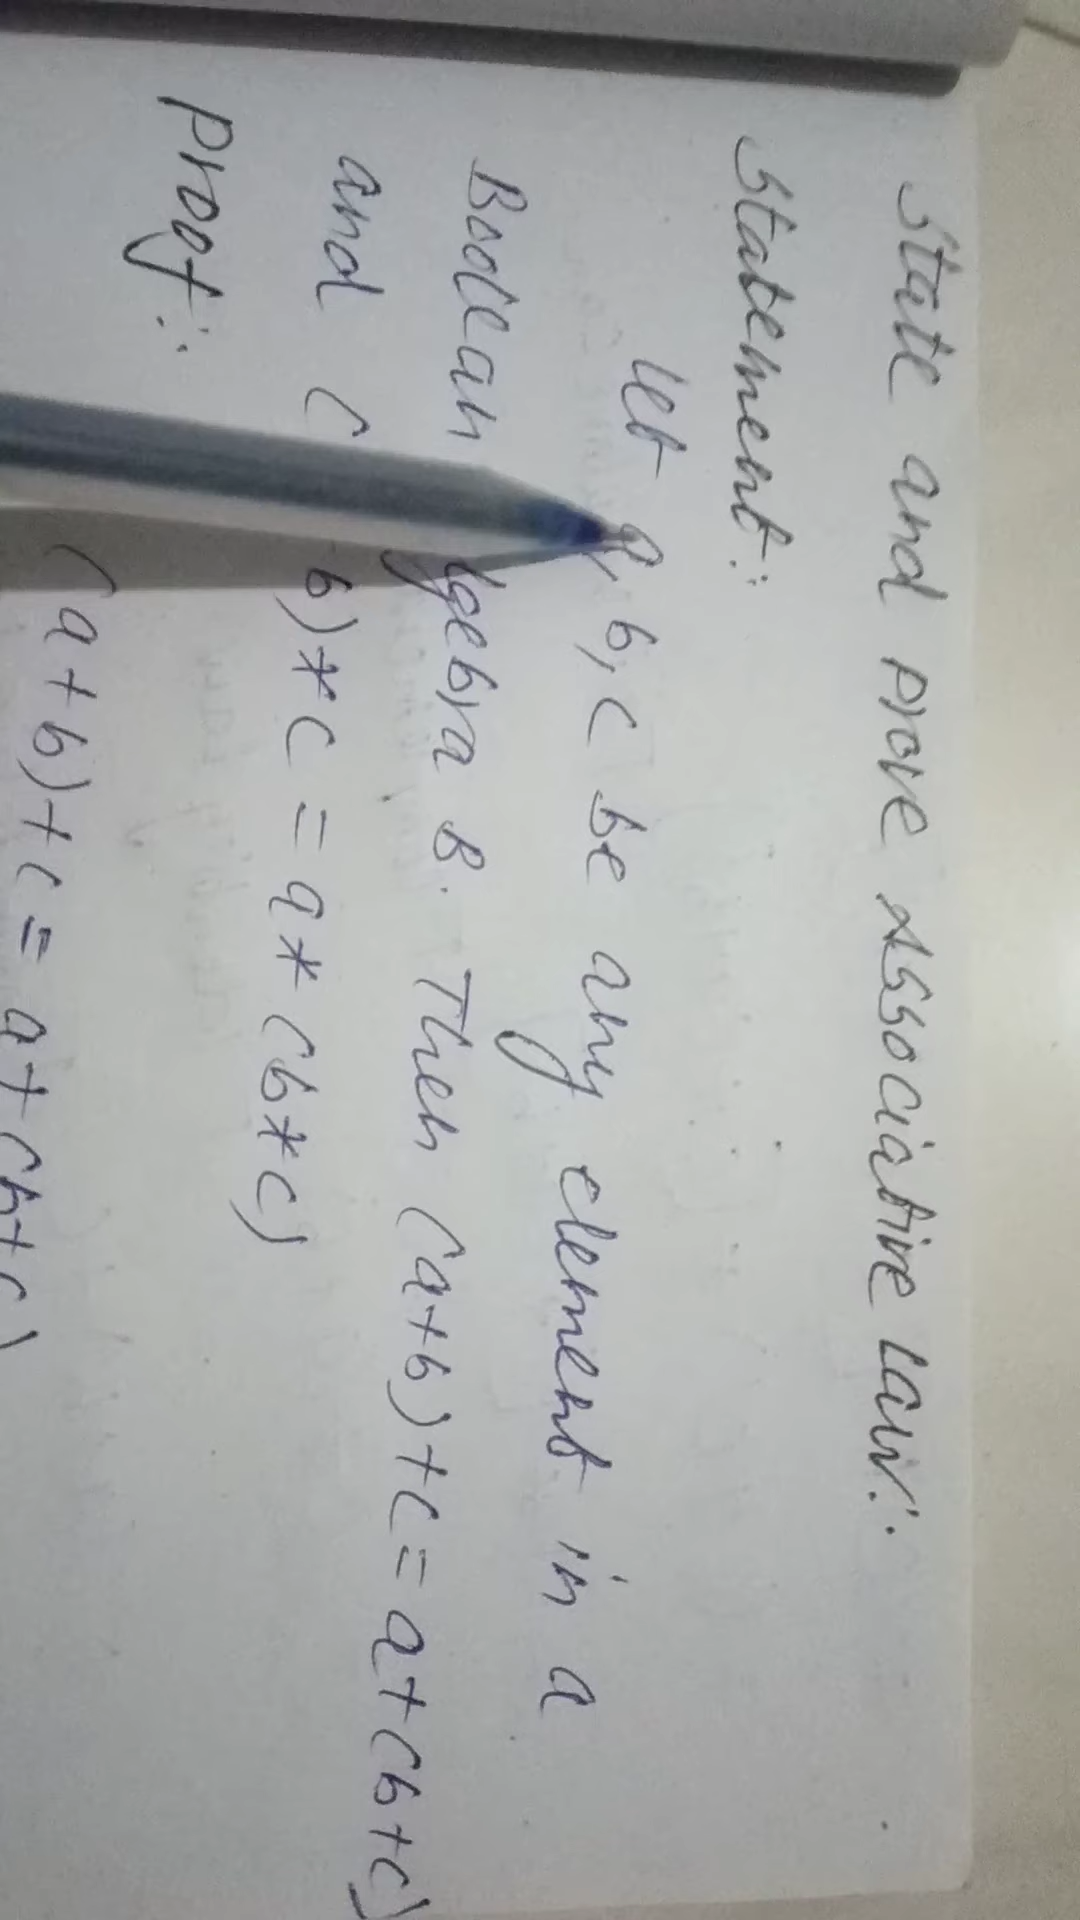 State and prove Associative Law:
Statement:
Let a, b, c be any element in a
Boolean Algebra B. Then (a+b)+c = a+(b+c)
and ( b)*c = a*(b*c)
Proof:
(a+b)+c = a+(b+c)